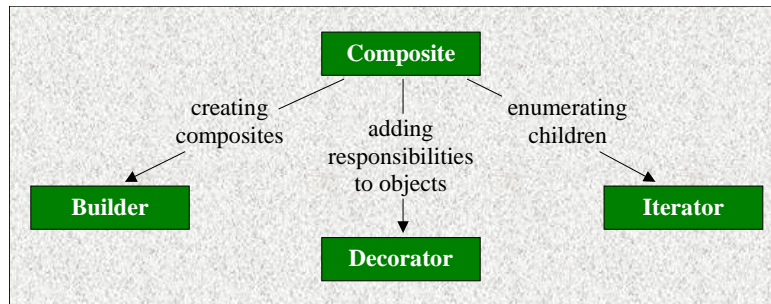 Composite
creating
composites
adding
responsibilities
to objects
enumerating
children
Builder
Decorator
Iterator